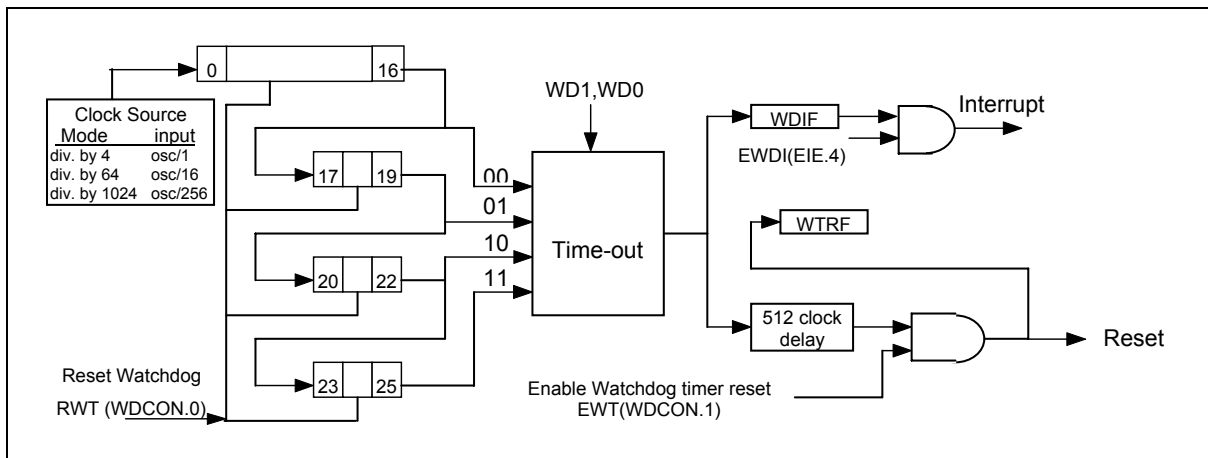 0 16
Clock Source
Mode input
div. by 4 osc/1
div. by 64 osc/16
div. by 1024 osc/256
17 19
20 22
23 25
Reset Watchdog
RWT (WDCON.0)
WD1,WD0
00
01
10
11
Time-out
WDIF
EWDI(EIE.4)
Interrupt
WTRF
512 clock
delay
Reset
Enable Watchdog timer reset
EWT(WDCON.1)